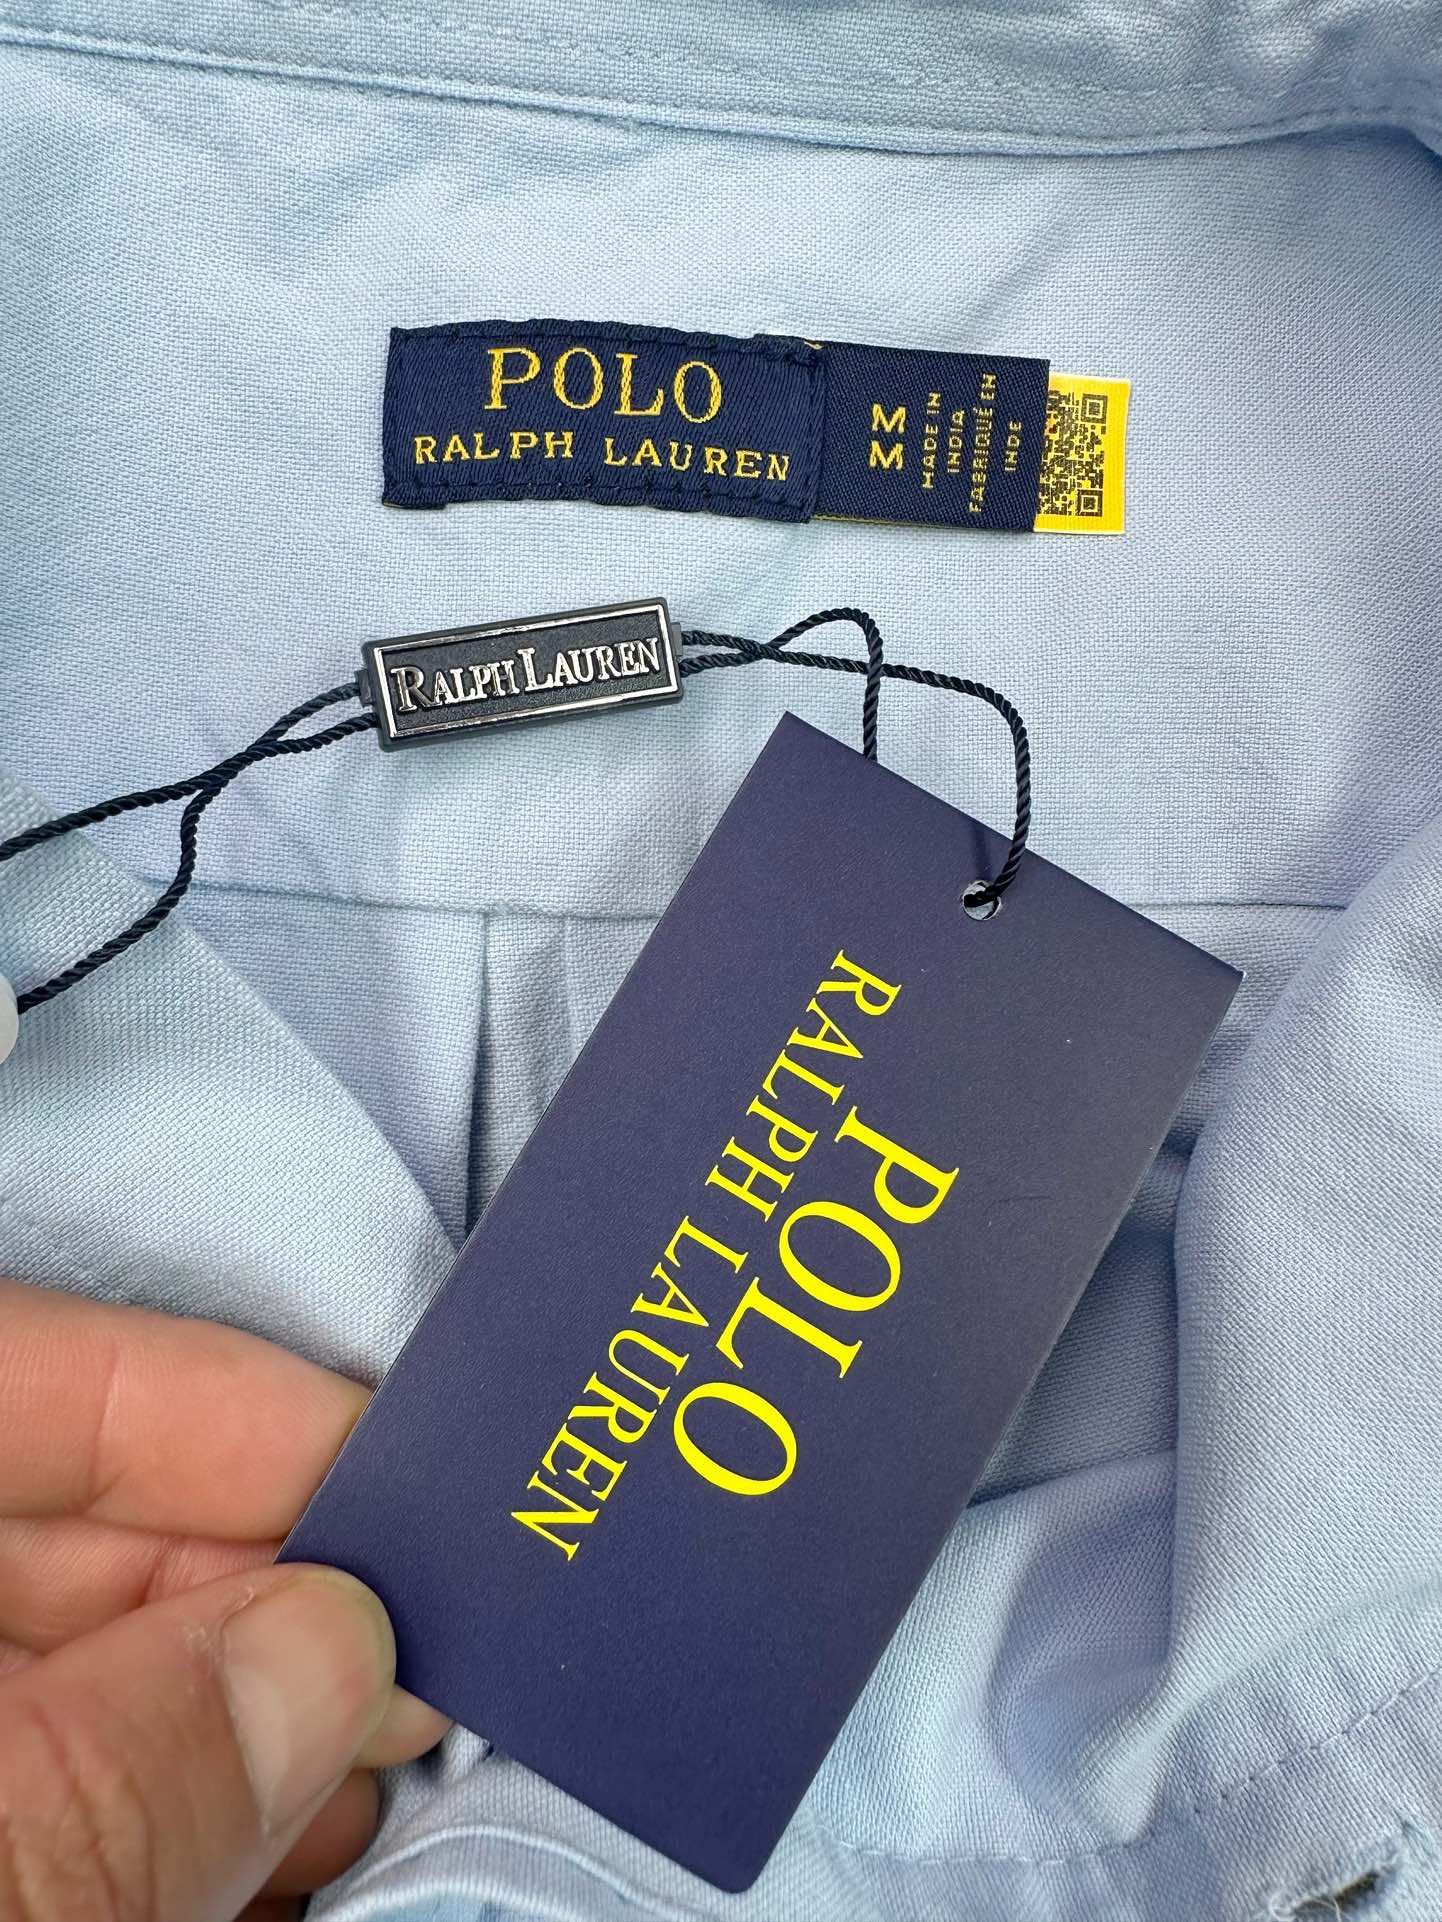 POLO
RALPH LAUREN
M
M
MADE IN
INDIA
FABRIQUÉ EN
INDE
RALPH LAUREN
POLO
RALPH LAUREN